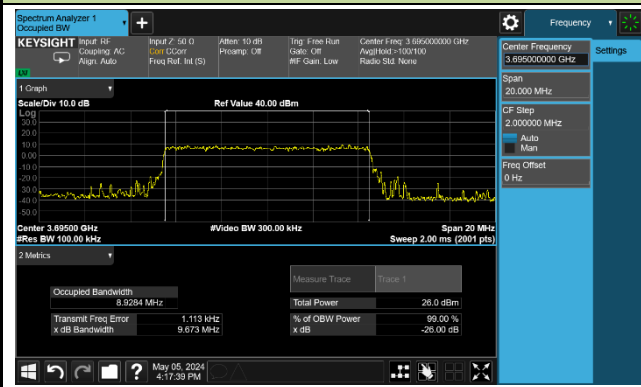 Spectrum Analyzer 1
Occupied BW
Frequency
KEYSIGHT
Input: RF
Coupling: AC
Align: Auto
Input Z: 50 Ω
Corr CCorr
Freq Ref: Int (S)
Atten: 10 dB
Preamp: Off
Trig: Free Run
Gate: Off
#IF Gain: Low
Center Freq: 3.695000000 GHz
Avg|Hold:>100/100
Radio Std: None
Center Frequency
3.695000000 GHz
Settings
Span
20.000 MHz
CF Step
2.000000 MHz
Auto
Man
Freq Offset
0 Hz
1 Graph
Scale/Div 10.0 dB
Ref Value 40.00 dBm
Log
30.0
20.0
10.0
0.00
-10.0
-20.0
-30.0
-40.0
-50.0
Center 3.69500 GHz
#Video BW 300.00 kHz
Span 20 MHz
#Res BW 100.00 kHz
Sweep 2.00 ms (2001 pts)
2 Metrics
Measure Trace
Trace 1
Occupied Bandwidth
8.9284 MHz
Total Power
26.0 dBm
Transmit Freq Error
1.113 kHz
% of OBW Power
99.00 %
x dB Bandwidth
9.673 MHz
x dB
-26.00 dB
May 05, 2024
4:17:39 PM